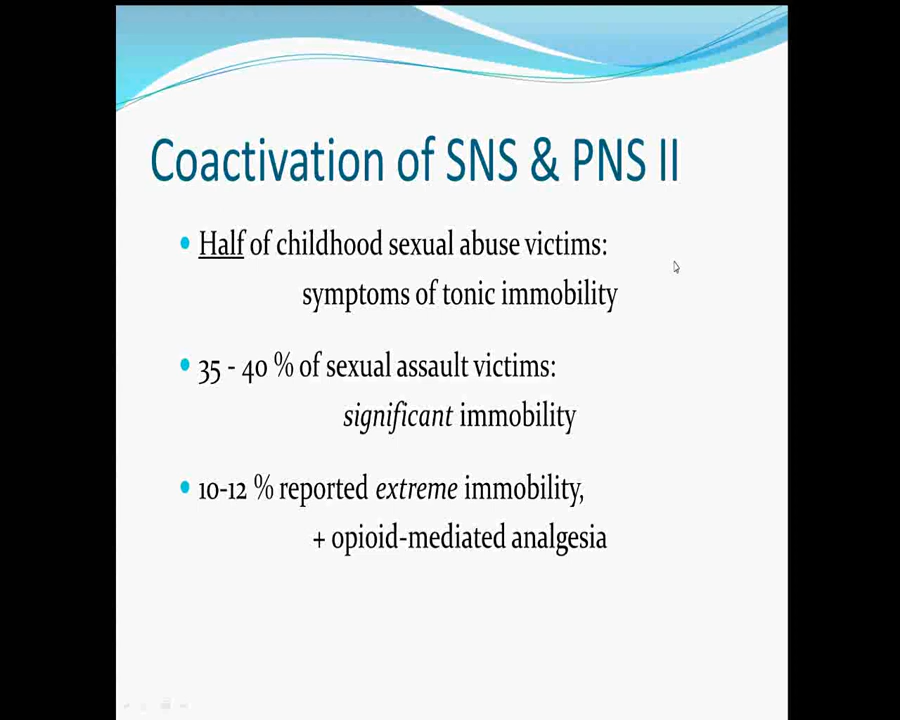 Coactivation of SNS & PNS II
• Half of childhood sexual abuse victims:
symptoms of tonic immobility
• 35 - 40 % of sexual assault victims:
significant immobility
• 10-12 % reported extreme immobility,
+ opioid-mediated analgesia